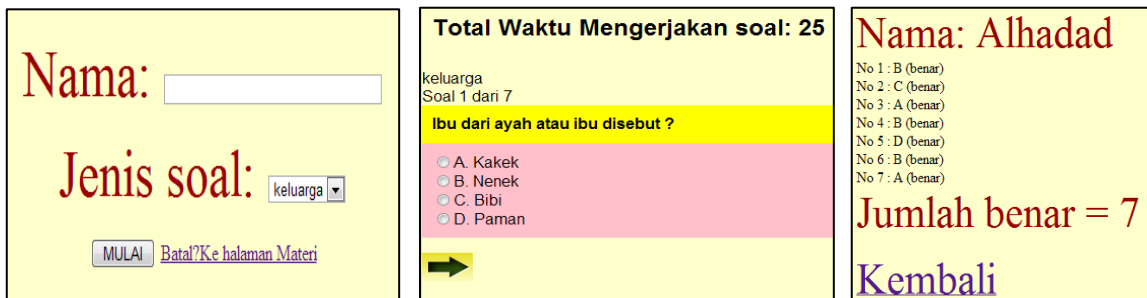 Nama:
Jenis soal: keluarga
MULAI Batal?Ke halaman Materi
Total Waktu Mengerjakan soal: 25
keluarga
Soal 1 dari 7
Ibu dari ayah atau ibu disebut ?
A. Kakek
B. Nenek
C. Bibi
D. Paman
Nama: Alhadad
No 1 : B (benar)
No 2 : C (benar)
No 3 : A (benar)
No 4 : B (benar)
No 5 : D (benar)
No 6 : B (benar)
No 7 : A (benar)
Jumlah benar = 7
Kembali